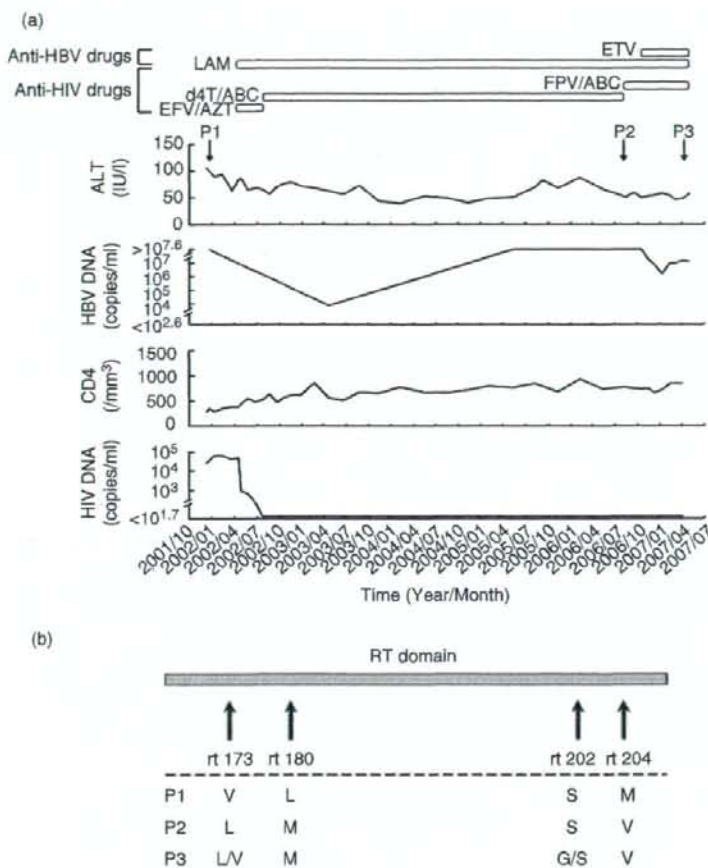 (a)
Anti-HBV drugs
ETV
LAM
Anti-HIV drugs
FPV/ABC
d4T/ABC
EFV/AZT
P1 P2 P3
ALT (IU/l)
150
100
50
0
HBV DNA (copies/ml)
>10^7.6
10^7
10^6
10^5
10^4
<10^2.6
CD4 (/mm³)
1500
1000
500
0
HIV DNA (copies/ml)
10^5
10^4
10^3
<10^1.7
2001/10 2002/01 2002/04 2002/07 2002/10 2003/01 2003/04 2003/07 2003/10 2004/01 2004/04 2004/07 2004/10 2005/01 2005/04 2005/07 2005/10 2006/01 2006/04 2006/07 2006/10 2007/01 2007/04 2007/07
Time (Year/Month)
(b)
RT domain
rt 173 rt 180 rt 202 rt 204
P1 V L S M
P2 L M S V
P3 L/V M G/S V